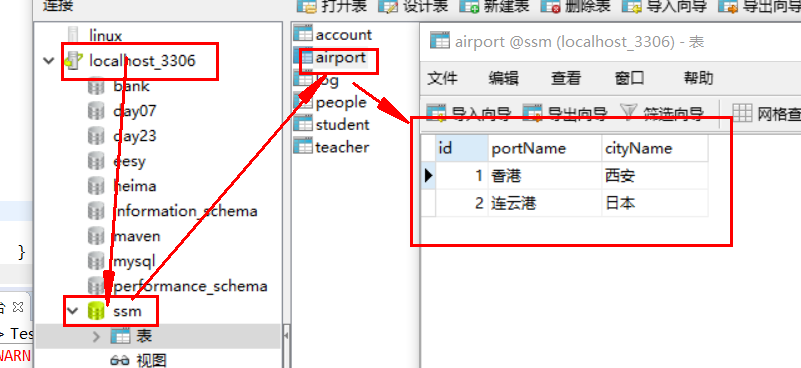 连接
linux
localhost_3306
bank
day07
day23
eesy
heima
information_schema
maven
mysql
performance_schema
ssm
表
视图
}
> Tes
WARN
打开表 设计表 新建表 删除表 导入向导 导出向导
account
airport
log
people
student
teacher
airport @ssm (localhost_3306) - 表
文件 编辑 查看 窗口 帮助
导入向导 导出向导 筛选向导 网格查
id portName cityName
1 香港 西安
2 连云港 日本